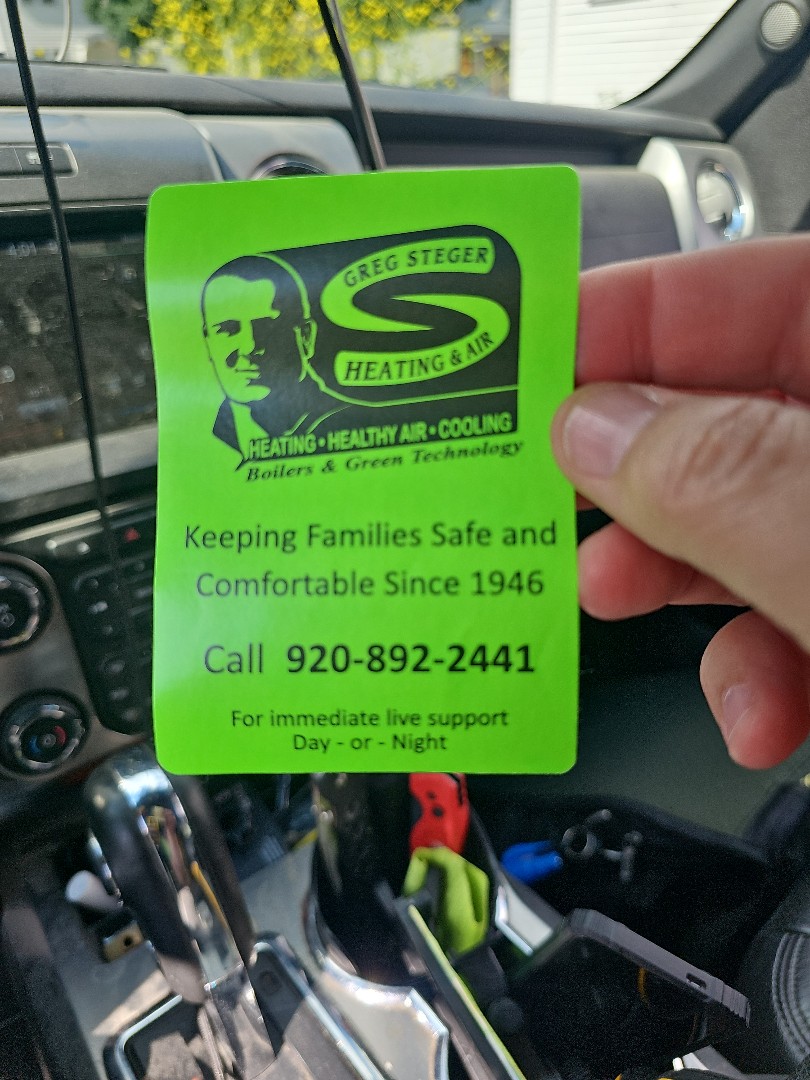 GREG STEGER
HEATING & AIR
HEATING • HEALTHY AIR • COOLING
Boilers & Green Technology
Keeping Families Safe and
Comfortable Since 1946
Call 920-892-2441
For immediate live support
Day - or - Night